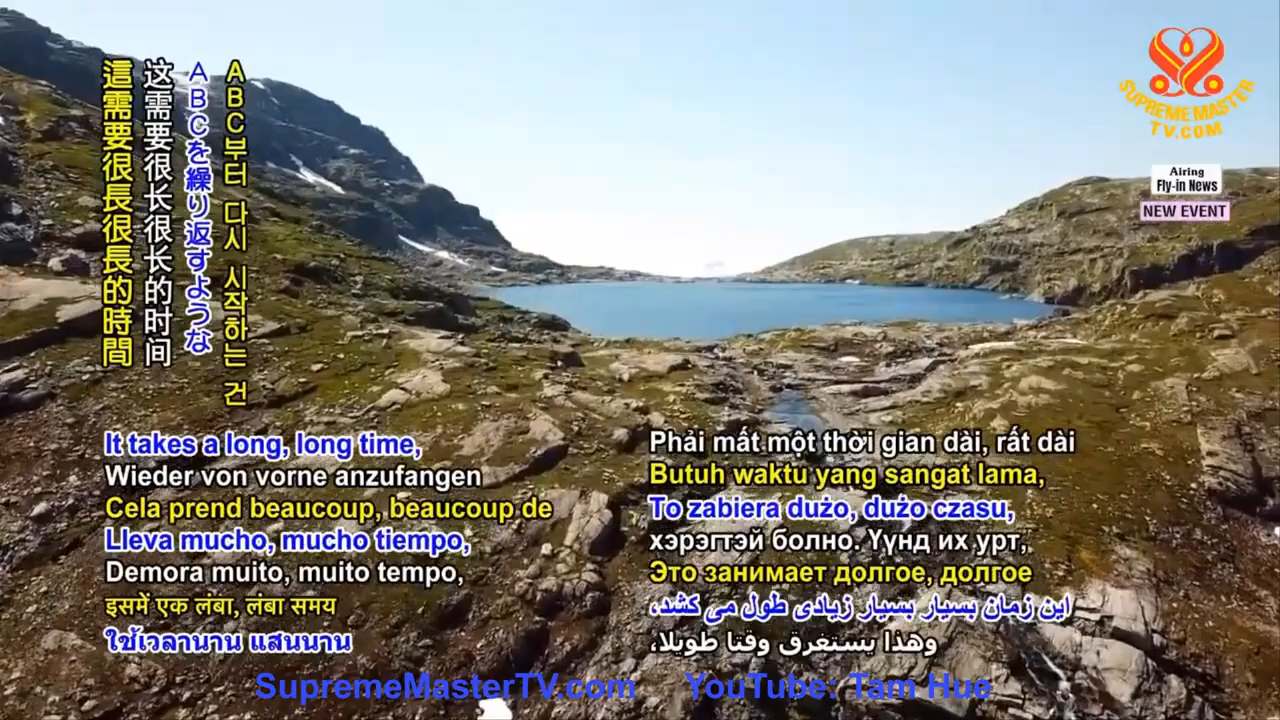 SUPREME MASTER
TV.COM
Airing
Fly-in News
NEW EVENT
這需要很長很長的時間
这需要很长很长的时间
ABCを繰り返すような
ABC부터 다시 시작하는 건
It takes a long, long time,
Wieder von vorne anzufangen
Cela prend beaucoup, beaucoup de
Lleva mucho, mucho tiempo,
Demora muito, muito tempo,
इसमें एक लंबा, लंबा समय
ใช้เวลานาน แสนนาน
Phải mất một thời gian dài, rất dài
Butuh waktu yang sangat lama,
To zabiera dużo, dużo czasu,
хэрэгтэй болно. Үүнд их урт,
Это занимает долгое, долгое
این زمان بسیار بسیار زیادی طول می کشد،
وهذا يستغرق وقتا طويلا،
SupremeMasterTV.com YouTube: Tam Hue